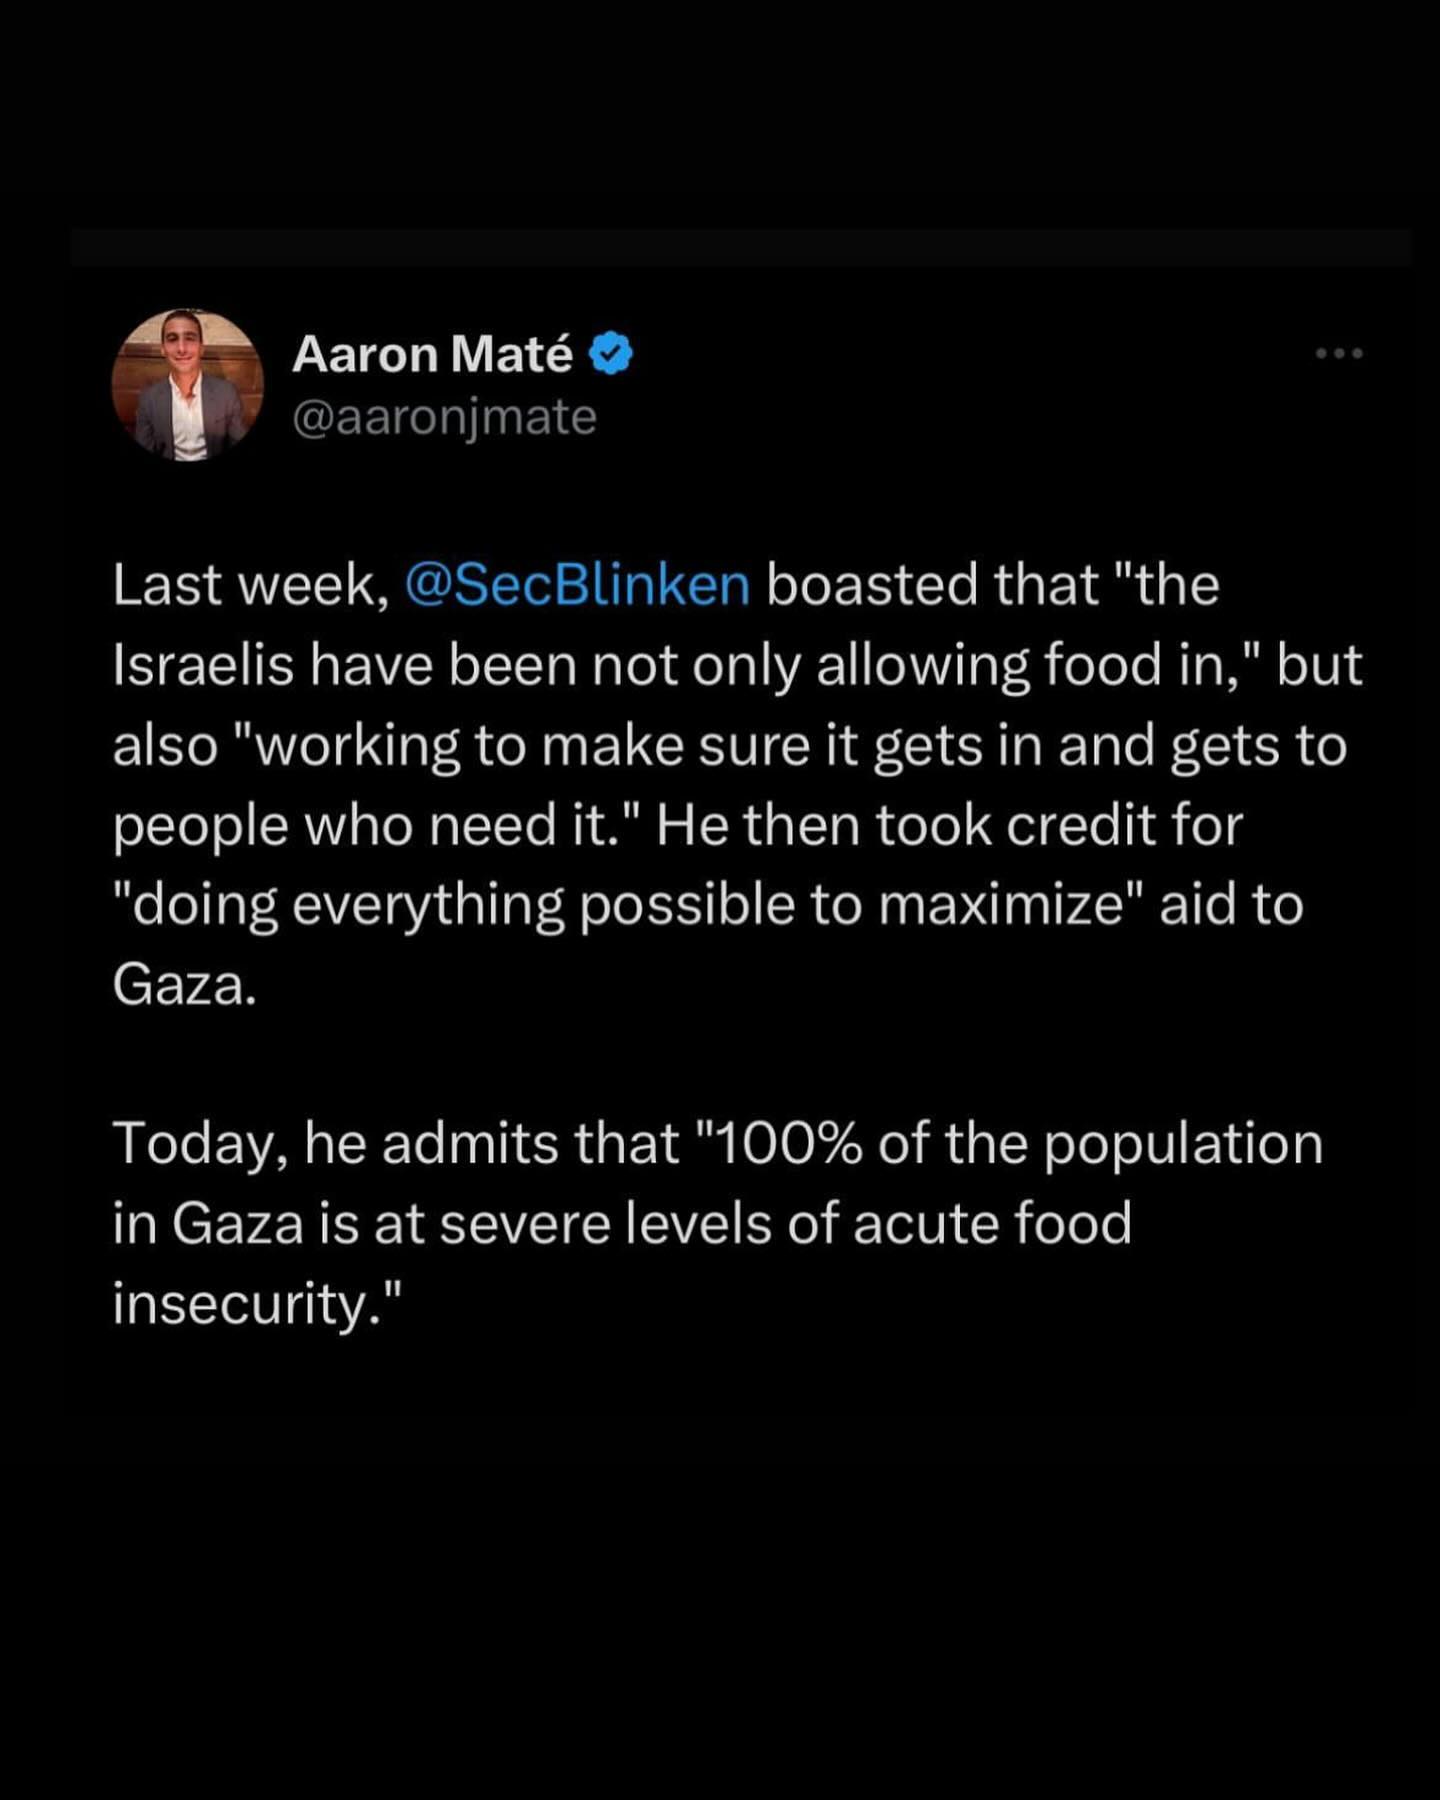 Aaron Maté
@aaronjmate
Last week, @SecBlinken boasted that "the
Israelis have been not only allowing food in," but
also "working to make sure it gets in and gets to
people who need it." He then took credit for
"doing everything possible to maximize" aid to
Gaza.
Today, he admits that "100% of the population
in Gaza is at severe levels of acute food
insecurity."